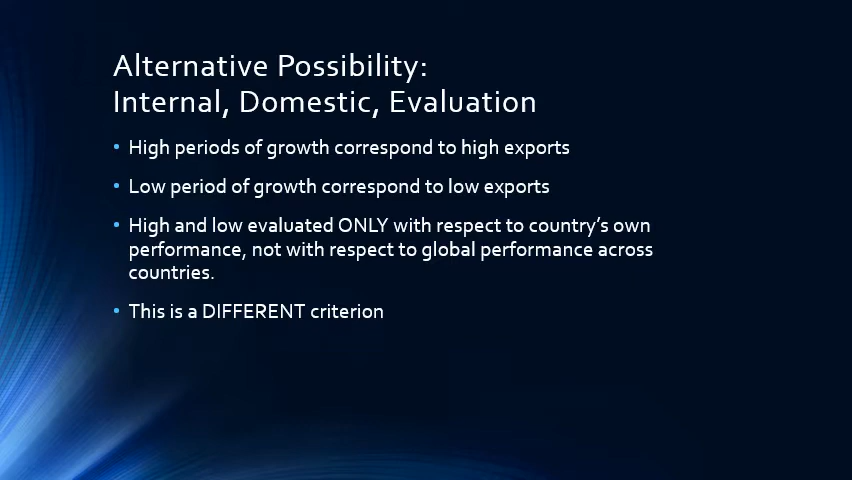 Alternative Possibility:
Internal, Domestic, Evaluation
• High periods of growth correspond to high exports
• Low period of growth correspond to low exports
• High and low evaluated ONLY with respect to country’s own
performance, not with respect to global performance across
countries.
• This is a DIFFERENT criterion